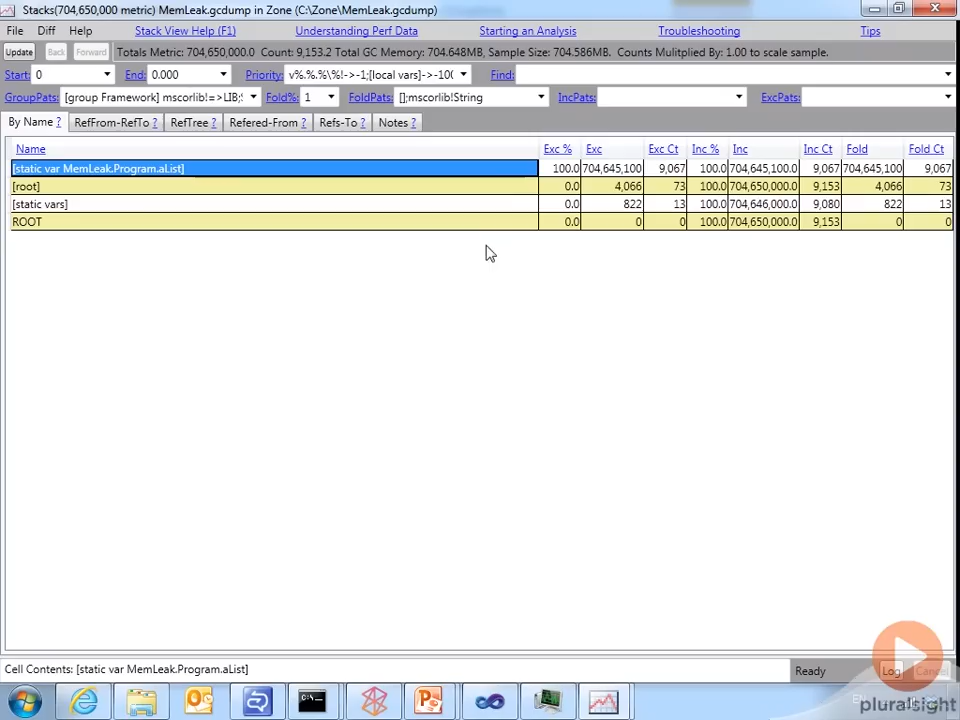 Stacks(704,650,000 metric) MemLeak.gcdump in Zone (C:\Zone\MemLeak.gcdump)
File Diff Help Stack View Help (F1) Understanding Perf Data Starting an Analysis Troubleshooting Tips
Update Back Forward Totals Metric: 704,650,000.0 Count: 9,153.2 Total GC Memory: 704.648MB, Sample Size: 704.586MB. Counts Mulitplied By: 1.00 to scale sample.
Start: 0 End: 0.000 Priority: v%.%.%\%!->-1;[local vars]->-100 Find:
GroupPats: [group Framework] mscorlib!=>LIB; Fold%: 1 FoldPats: [];mscorlib!String IncPats: ExcPats:
By Name ? RefFrom-RefTo ? RefTree ? Refered-From ? Refs-To ? Notes ?
Name Exc % Exc Exc Ct Inc % Inc Inc Ct Fold Fold Ct
[static var MemLeak.Program.aList] 100.0 704,645,100 9,067 100.0 704,645,100.0 9,067 704,645,100 9,067
[root] 0.0 4,066 73 100.0 704,650,000.0 9,153 4,066 73
[static vars] 0.0 822 13 100.0 704,646,000.0 9,080 822 13
ROOT 0.0 0 0 100.0 704,650,000.0 9,153 0 0
Cell Contents: [static var MemLeak.Program.aList] Ready Log Cancel
pluralsight